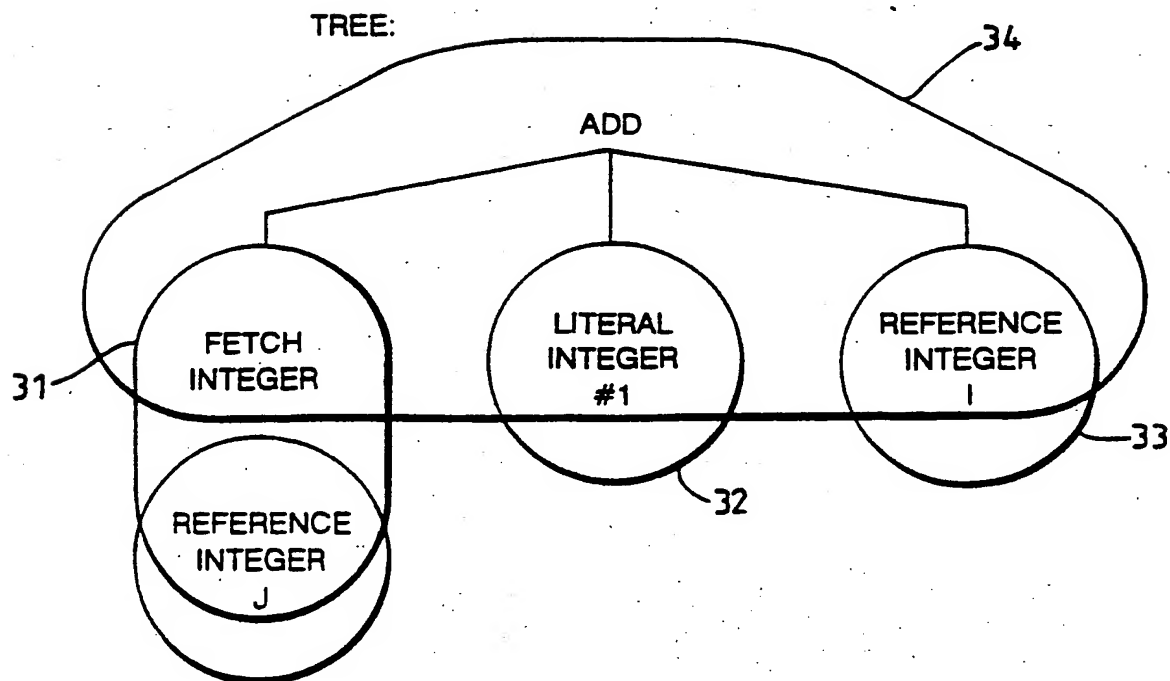 TREE:
34
ADD
FETCH
INTEGER
LITERAL
INTEGER
#1
REFERENCE
INTEGER
I
31
33
32
REFERENCE
INTEGER
J